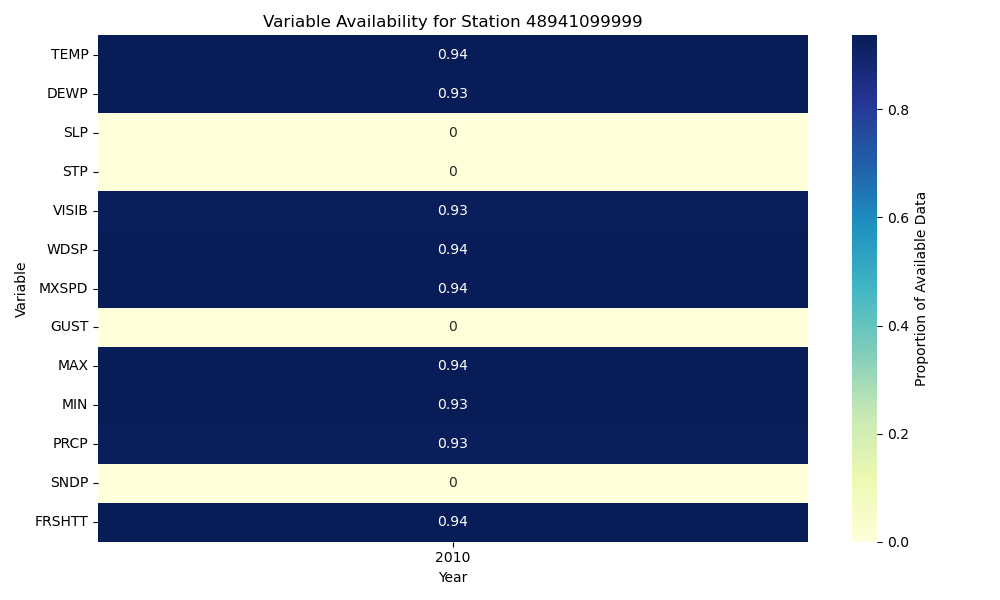 Variable Availability for Station 48941099999
TEMP 0.94
DEWP 0.93
SLP 0
STP 0
VISIB 0.93
WDSP 0.94
MXSPD 0.94
GUST 0
MAX 0.94
MIN 0.93
PRCP 0.93
SNDP 0
FRSHTT 0.94
Variable
2010
Year
0.8
0.6
0.4
0.2
0.0
Proportion of Available Data